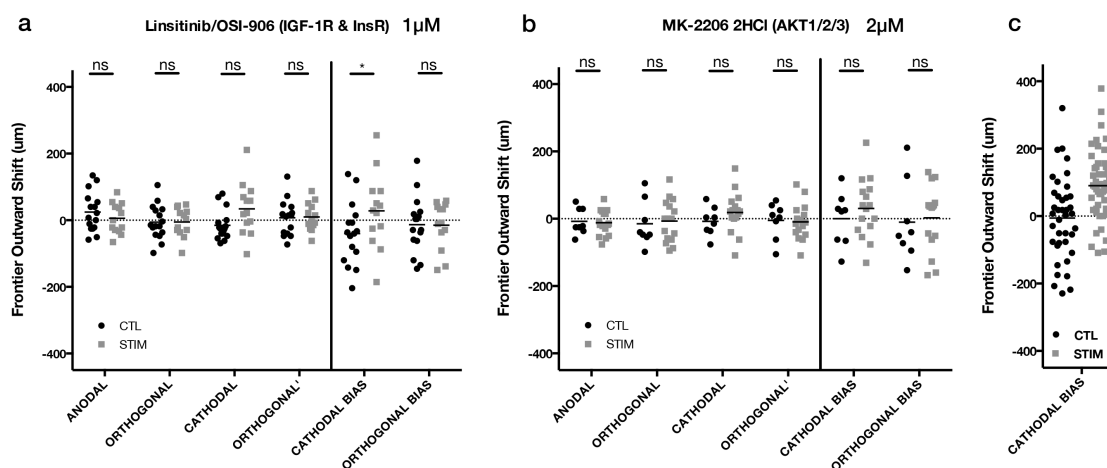 a
Linsitinib/OSI-906 (IGF-1R & InsR) 1µM
ns ns ns ns * ns
Frontier Outward Shift (um)
400
200
0
-200
-400
CTL
STIM
ANODAL
ORTHOGONAL
CATHODAL
ORTHOGONAL'
CATHODAL BIAS
ORTHOGONAL BIAS
b
MK-2206 2HCl (AKT1/2/3) 2µM
ns ns ns ns ns ns
Frontier Outward Shift (um)
400
200
0
-200
-400
CTL
STIM
ANODAL
ORTHOGONAL
CATHODAL
ORTHOGONAL'
CATHODAL BIAS
ORTHOGONAL BIAS
c
Frontier Outward Shift (um)
400
200
0
-200
-400
CTL
STIM
CATHODAL BIAS